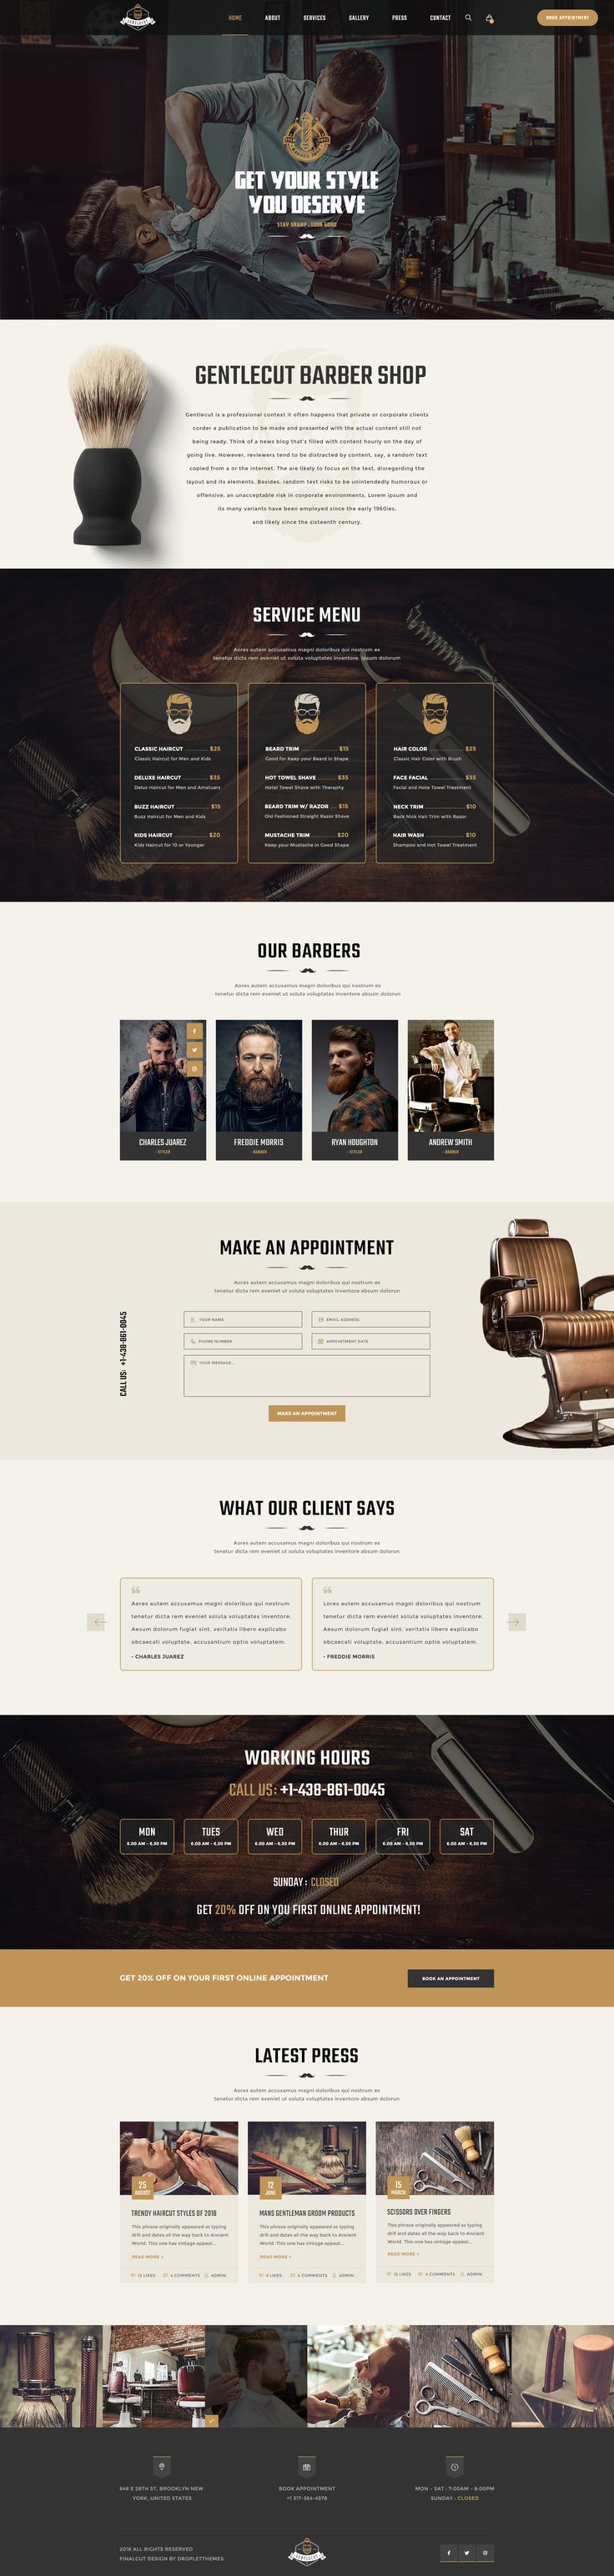 HOME ABOUT SERVICES GALLERY PRESS CONTACT BOOK APPOINTMENT
GET YOUR STYLE
YOU DESERVE
STAY SHARP , LOOK GOOD
GENTLECUT BARBER SHOP
Gentlecut is a professional context it often happens that private or corporate clients
corder a publication to be made and presented with the actual content still not
being ready. Think of a news blog that's filled with content hourly on the day of
going live. However, reviewers tend to be distracted by content, say, a random text
copied from a or the internet. The are likely to focus on the text, disregarding the
layout and its elements. Besides, random text risks to be unintendedly humorous or
offensive, an unacceptable risk in corporate environments. Lorem ipsum and
its many variants have been employed since the early 1960ies,
and likely since the sixteenth century.
SERVICE MENU
Aores autem accusamus magni doloribus qui nostrum ex
tenetur dicta rem eveniet ut soluta voluptates inventore. Ipsum dolorum
CLASSIC HAIRCUT $25
Classic Haircut for Men and Kids
DELUXE HAIRCUT $35
Delux Haircut for Men and Amatuers
BUZZ HAIRCUT $15
Buzz Haircut for Men and Kids
KIDS HAIRCUT $20
Kids Haircut for 10 or Younger
BEARD TRIM $15
Good for Keep your Beard in Shape
HOT TOWEL SHAVE $35
Hotel Towel Shave with Theraphy
BEARD TRIM W/ RAZOR $15
Old Fashioned Straight Razor Shave
MUSTACHE TRIM $20
Keep your Mustache in Good Shape
HAIR COLOR $25
Classic Hair Color with Brush
FACE FACIAL $35
Facial and Hote Towel Treatment
NECK TRIM $10
Back Nick Hair Trim with Razor
HAIR WASH $10
Shampoo and Hot Towel Treatment
OUR BARBERS
Aores autem accusamus magni doloribus qui nostrum ex
tenetur dicta rem eveniet ut soluta voluptates inventore absum dolorun
CHARLES JUAREZ
- STYLER
FREDDIE MORRIS
- BARBER
RYAN HOUGHTON
- STYLER
ANDREW SMITH
- BARBER
MAKE AN APPOINTMENT
Aores autem accusamus magni doloribus qui nostrum ex
tenetur dicta rem eveniet ut soluta voluptates inventore absum dolorun
CALL US: +1-438-861-0045
YOUR NAME
EMAIL ADDRESS
PHONE NUMBER
APPOINTMENT DATE
YOUR MESSAGE...
MAKE AN APPOINTMENT
WHAT OUR CLIENT SAYS
Aores autem accusamus magni doloribus qui nostrum ex
tenetur dicta rem eveniet ut soluta voluptates inventore absum dolorun
Aores autem accusamus magni doloribus qui nostrum
tenetur dicta rem eveniet soluta voluptates inventore.
Aesum dolorum fugiat sint. veritatis libero explicabo
obcaecati voluptate, accusantium optio voluptatem.
- CHARLES JUAREZ
Lores autem accusamus magni doloribus qui nostrum
tenetur dicta rem eveniet soluta voluptates inventore.
Aesum dolorum fugiat sint. veritatis libero explicabo
obcaecati voluptate, accusantium optio voluptatem.
- FREDDIE MORRIS
WORKING HOURS
CALL US: +1-438-861-0045
MON
6.00 AM - 6.30 PM
TUES
6.00 AM - 6.30 PM
WED
6.00 AM - 6.30 PM
THUR
6.00 AM - 6.30 PM
FRI
6.00 AM - 6.30 PM
SAT
6.00 AM - 6.30 PM
SUNDAY : CLOSED
GET 20% OFF ON YOU FIRST ONLINE APPOINTMENT!
GET 20% OFF ON YOUR FIRST ONLINE APPOINTMENT
BOOK AN APPOINTMENT
LATEST PRESS
Aores autem accusamus magni doloribus qui nostrum ex
tenetur dicta rem eveniet ut soluta voluptates inventore absum dolorun
25
AUGUST
TRENDY HAIRCUT STYLES OF 2018
This phrase originally appeared as typing
drill and dates all the way back to Ancient
World. This one has vintage appeal...
READ MORE >
12 LIKES 4 COMMENTS ADMIN
12
JUNE
MANS GENTLEMAN GROOM PRODUCTS
This phrase originally appeared as typing
drill and dates all the way back to Ancient
World. This one has vintage appeal...
READ MORE >
8 LIKES 4 COMMENTS ADMIN
15
MARCH
SCISSORS OVER FINGERS
This phrase originally appeared as typing
drill and dates all the way back to Ancient
World. This one has vintage appeal...
READ MORE >
12 LIKES 4 COMMENTS ADMIN
848 E 28TH ST, BROOKLYN NEW
YORK, UNITED STATES
BOOK APPOINTMENT
+1 317-364-4576
MON - SAT : 7:00AM - 8:00PM
SUNDAY : CLOSED
2018 ALL RIGHTS RESERVED
FINALCUT DESIGN BY DROPLETTHEMES.